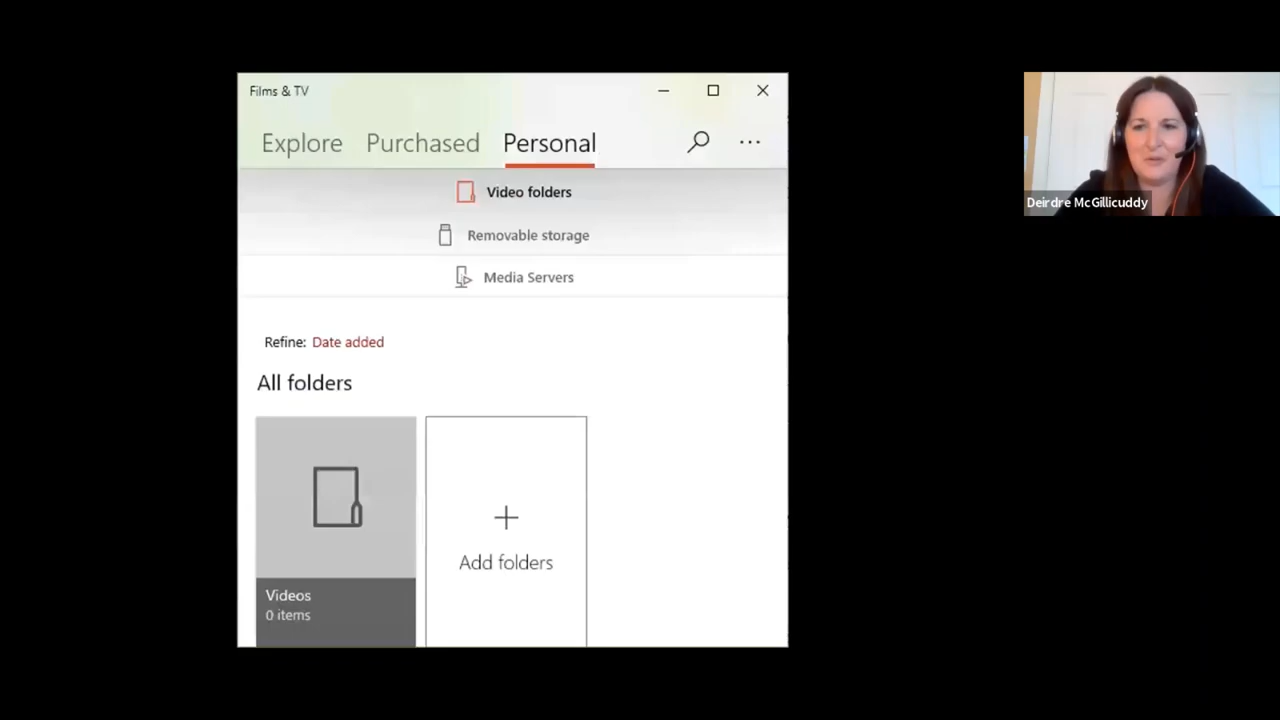 Films & TV
Explore Purchased Personal
Video folders
Removable storage
Media Servers
Refine: Date added
All folders
Add folders
Videos
0 items
Deirdre McGillicuddy